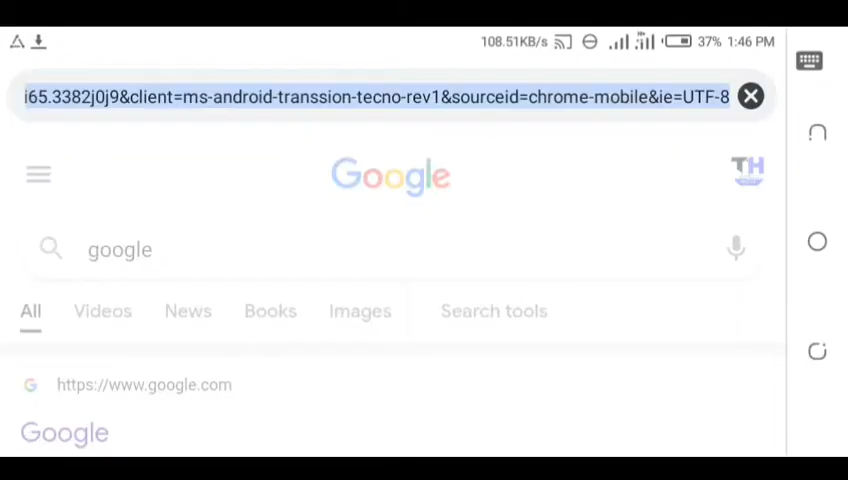 108.51KB/s 37% 1:46 PM
i65.3382j0j9&client=ms-android-transsion-tecno-rev1&sourceid=chrome-mobile&ie=UTF-8
Google
TH
google
All Videos News Books Images Search tools
G https://www.google.com
Google